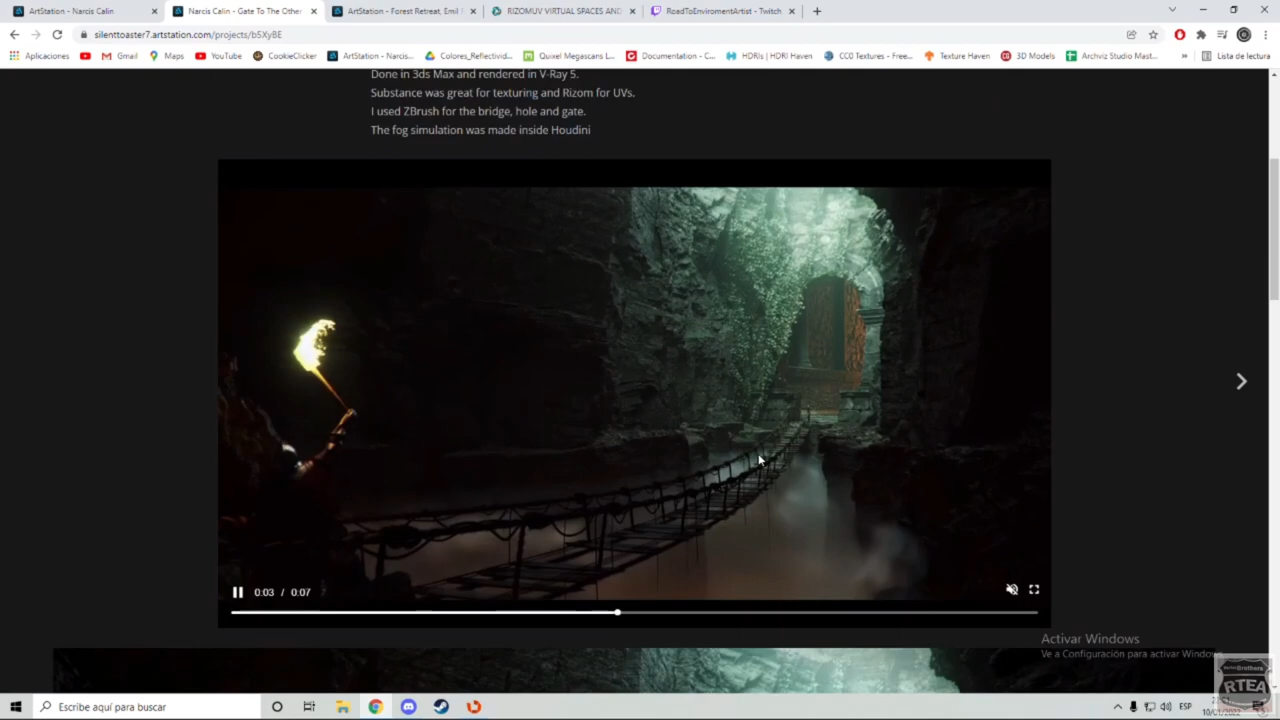 ArtStation - Narcis Calin
Narcis Calin - Gate To The Other
ArtStation - Forest Retreat, Emil
RIZOMUV VIRTUAL SPACES AND
RoadToEnviromentArtist - Twitch
silenttoaster7.artstation.com/projects/b5XyBE
Aplicaciones
Gmail
Maps
YouTube
CookieClicker
ArtStation - Narcis...
Colores_Reflectivid...
Quixel Megascans L...
Documentation - C...
HDRIs | HDRI Haven
CC0 Textures - Free...
Texture Haven
3D Models
Archviz Studio Mast...
Lista de lectura
Done in 3ds Max and rendered in V-Ray 5.
Substance was great for texturing and Rizom for UVs.
I used ZBrush for the bridge, hole and gate.
The fog simulation was made inside Houdini
0:03 / 0:07
Activar Windows
Ve a Configuración para activar Windows.
Brothers
RTEA
Escribe aquí para buscar
ESP
10/01/2022